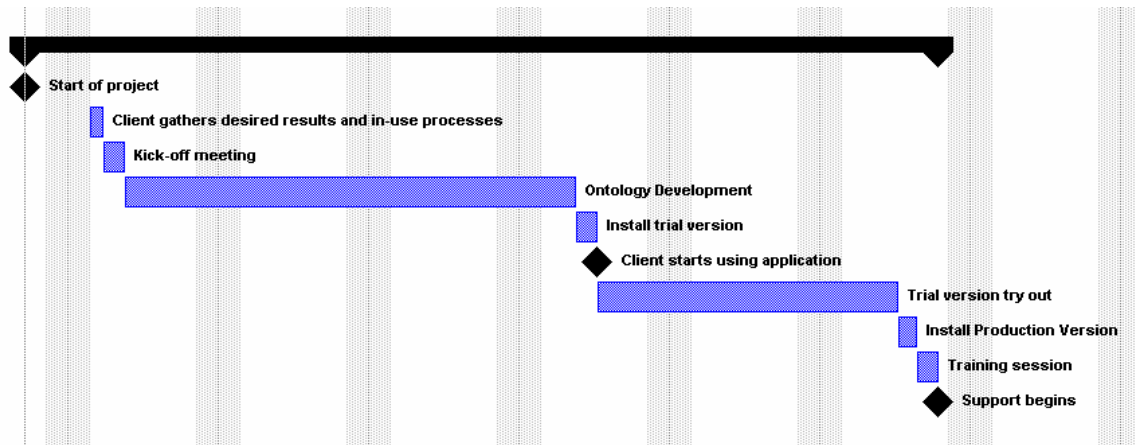 Start of project
Client gathers desired results and in-use processes
Kick-off meeting
Ontology Development
Install trial version
Client starts using application
Trial version try out
Install Production Version
Training session
Support begins